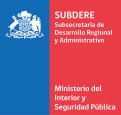 SUBDERE
Subsecretaría de
Desarrollo Regional
y Administrativo
Ministerio del
Interior y
Seguridad Pública